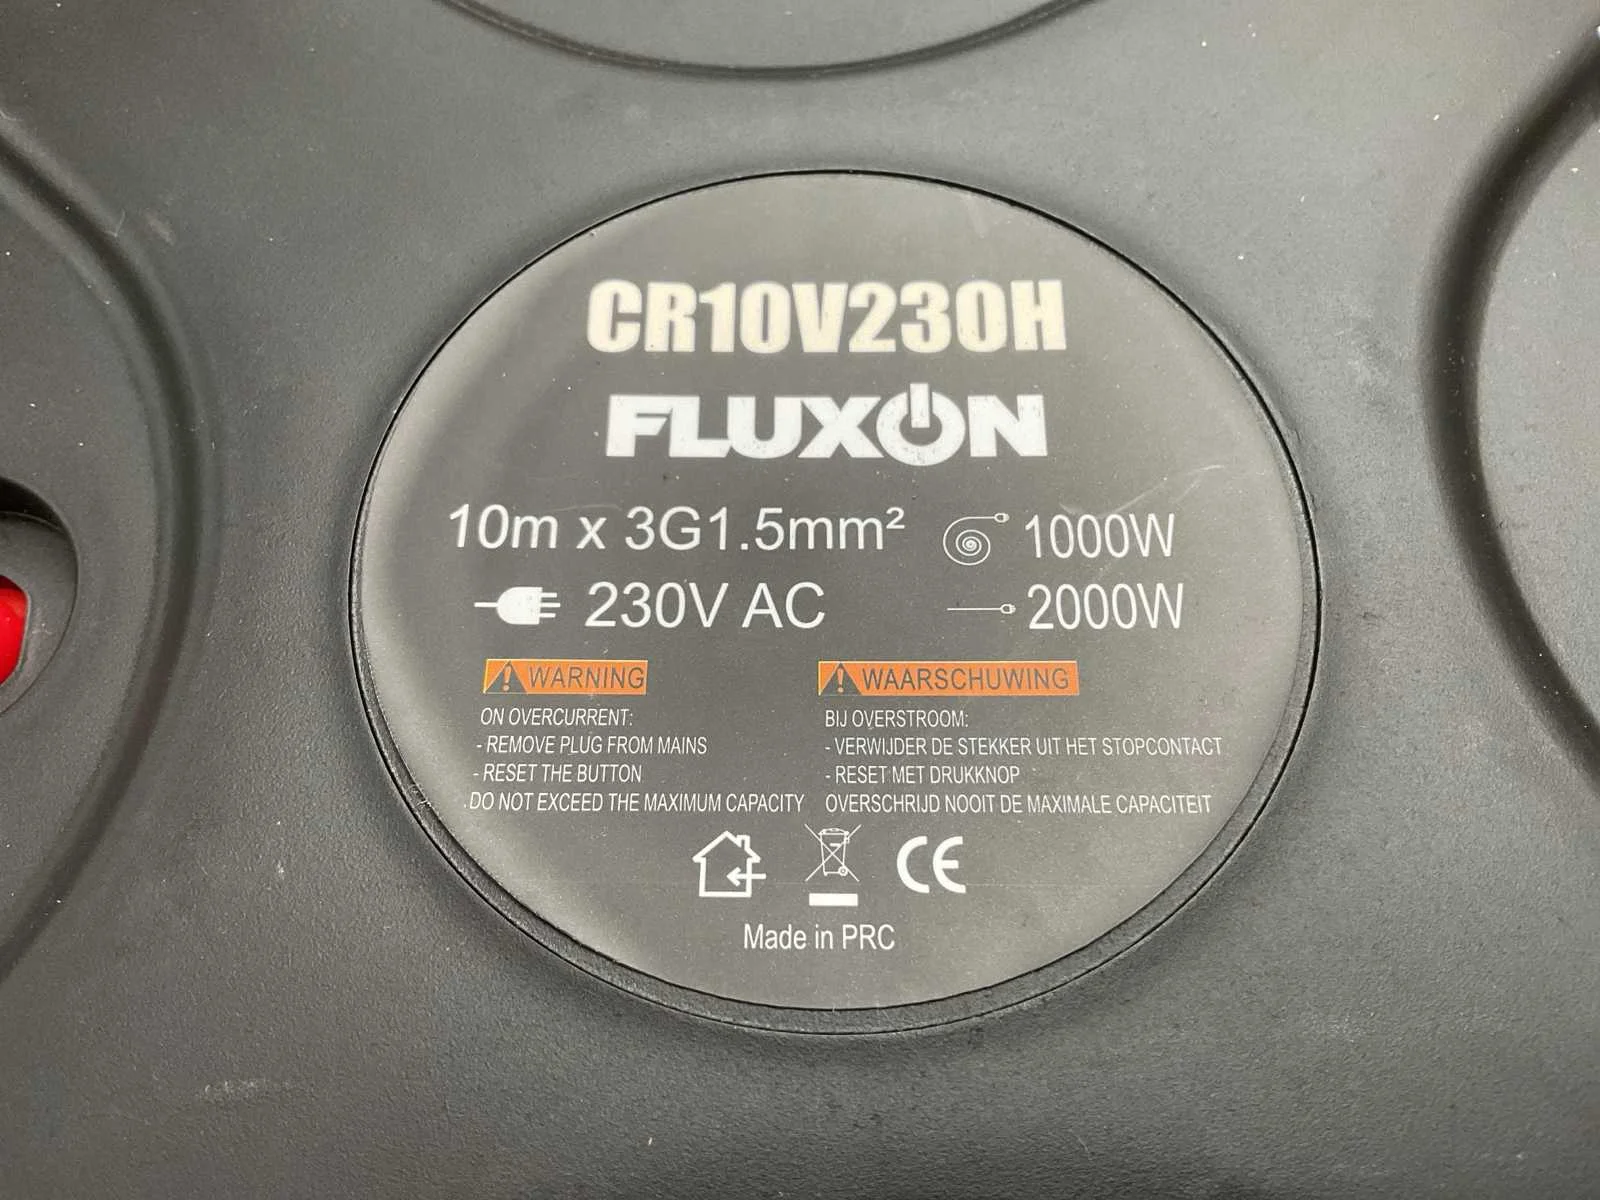 CR10V230H
FLUXON
10m x 3G1.5mm² 1000W
230V AC 2000W
WARNING
ON OVERCURRENT:
- REMOVE PLUG FROM MAINS
- RESET THE BUTTON
DO NOT EXCEED THE MAXIMUM CAPACITY
WAARSCHUWING
BIJ OVERSTROOM:
- VERWIJDER DE STEKKER UIT HET STOPCONTACT
- RESET MET DRUKKNOP
OVERSCHRIJD NOOIT DE MAXIMALE CAPACITEIT
CE
Made in PRC